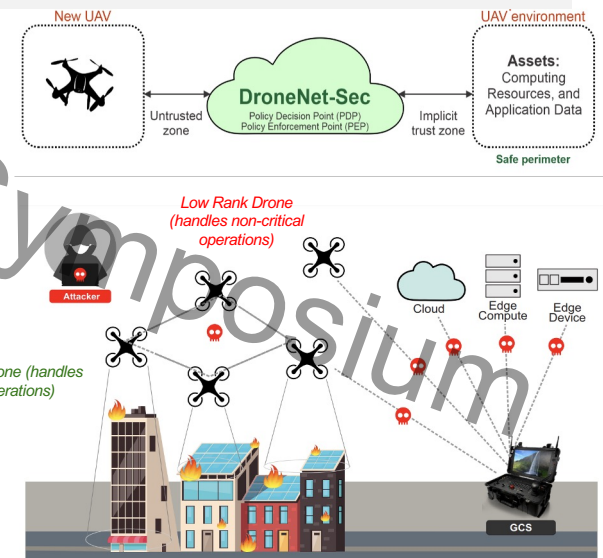 New UAV
UAV environment
DroneNet-Sec
Policy Decision Point (PDP)
Policy Enforcement Point (PEP)
Untrusted
zone
Implicit
trust zone
Assets:
Computing
Resources, and
Application Data
Safe perimeter
Low Rank Drone
(handles non-critical
operations)
Attacker
Cloud
Edge
Compute
Edge
Device
one (handles
erations)
GCS
ymposium